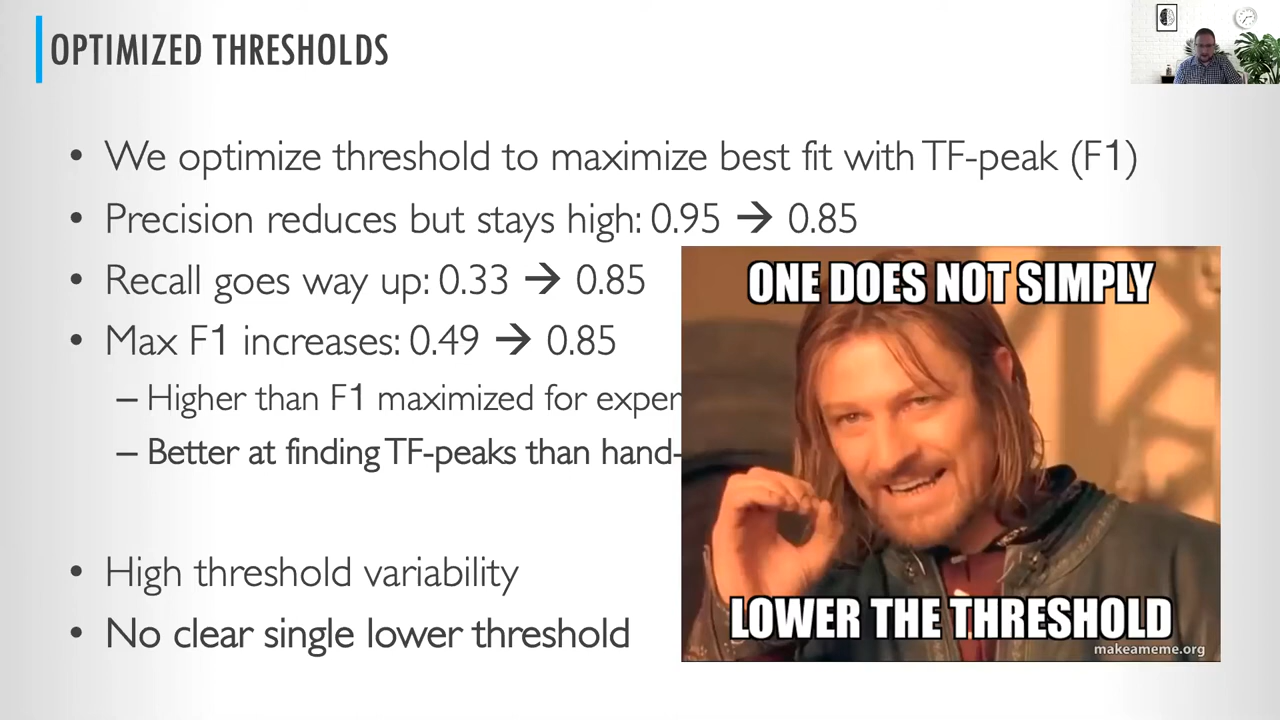 OPTIMIZED THRESHOLDS
• We optimize threshold to maximize best fit with TF-peak (F1)
• Precision reduces but stays high: 0.95 → 0.85
• Recall goes way up: 0.33 → 0.85
• Max F1 increases: 0.49 → 0.85
– Higher than F1 maximized for exper
– Better at finding TF-peaks than hand-
• High threshold variability
• No clear single lower threshold
ONE DOES NOT SIMPLY
LOWER THE THRESHOLD
makeameme.org